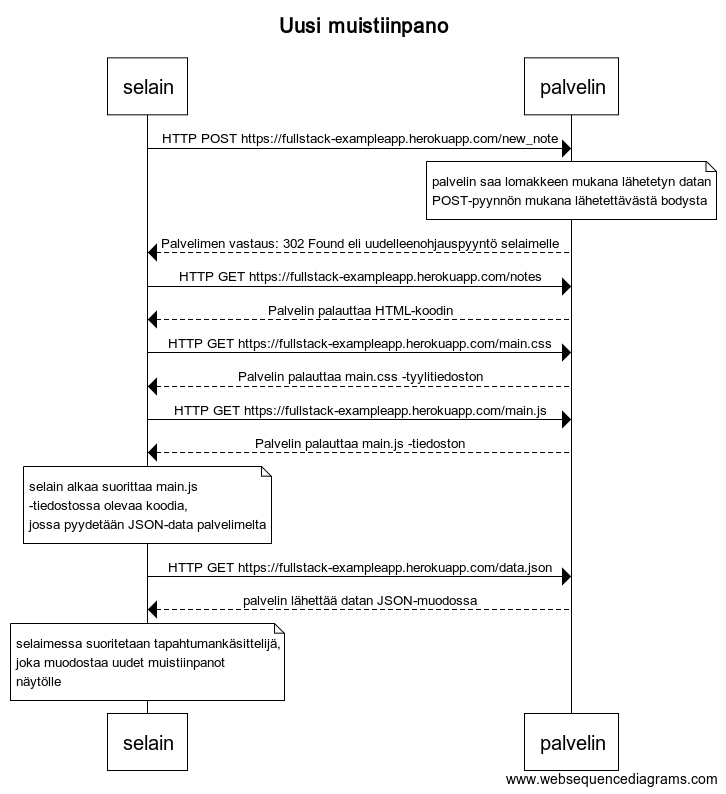 Uusi muistiinpano
selain
palvelin
HTTP POST https://fullstack-exampleapp.herokuapp.com/new_note
palvelin saa lomakkeen mukana lähetetyn datan
POST-pyynnön mukana lähetettävästä bodysta
Palvelimen vastaus: 302 Found eli uudelleenohjauspyyntö selaimelle
HTTP GET https://fullstack-exampleapp.herokuapp.com/notes
Palvelin palauttaa HTML-koodin
HTTP GET https://fullstack-exampleapp.herokuapp.com/main.css
Palvelin palauttaa main.css -tyylitiedoston
HTTP GET https://fullstack-exampleapp.herokuapp.com/main.js
Palvelin palauttaa main.js -tiedoston
selain alkaa suorittaa main.js
-tiedostossa olevaa koodia,
jossa pyydetään JSON-data palvelimelta
HTTP GET https://fullstack-exampleapp.herokuapp.com/data.json
palvelin lähettää datan JSON-muodossa
selaimessa suoritetaan tapahtumankäsittelijä,
joka muodostaa uudet muistiinpanot
näytölle
selain
palvelin
www.websequencediagrams.com